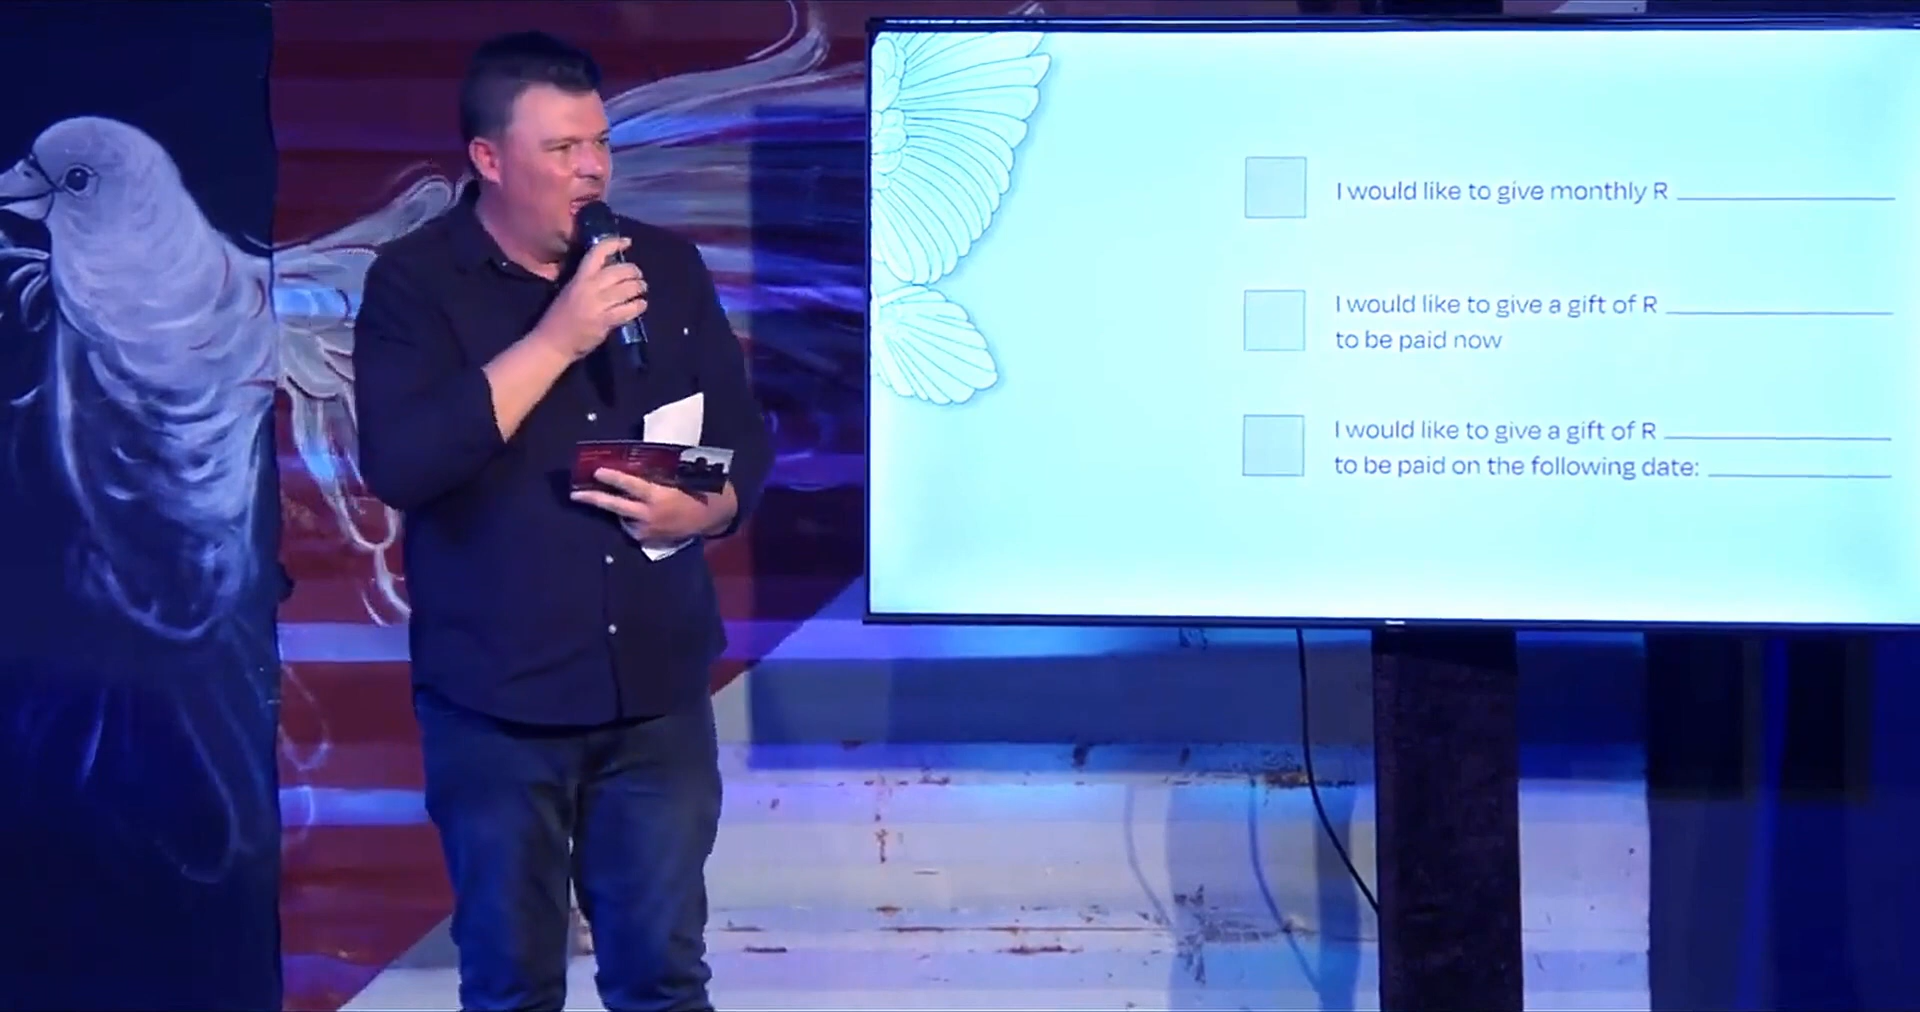 I would like to give monthly R
I would like to give a gift of R
to be paid now
I would like to give a gift of R
to be paid on the following date: